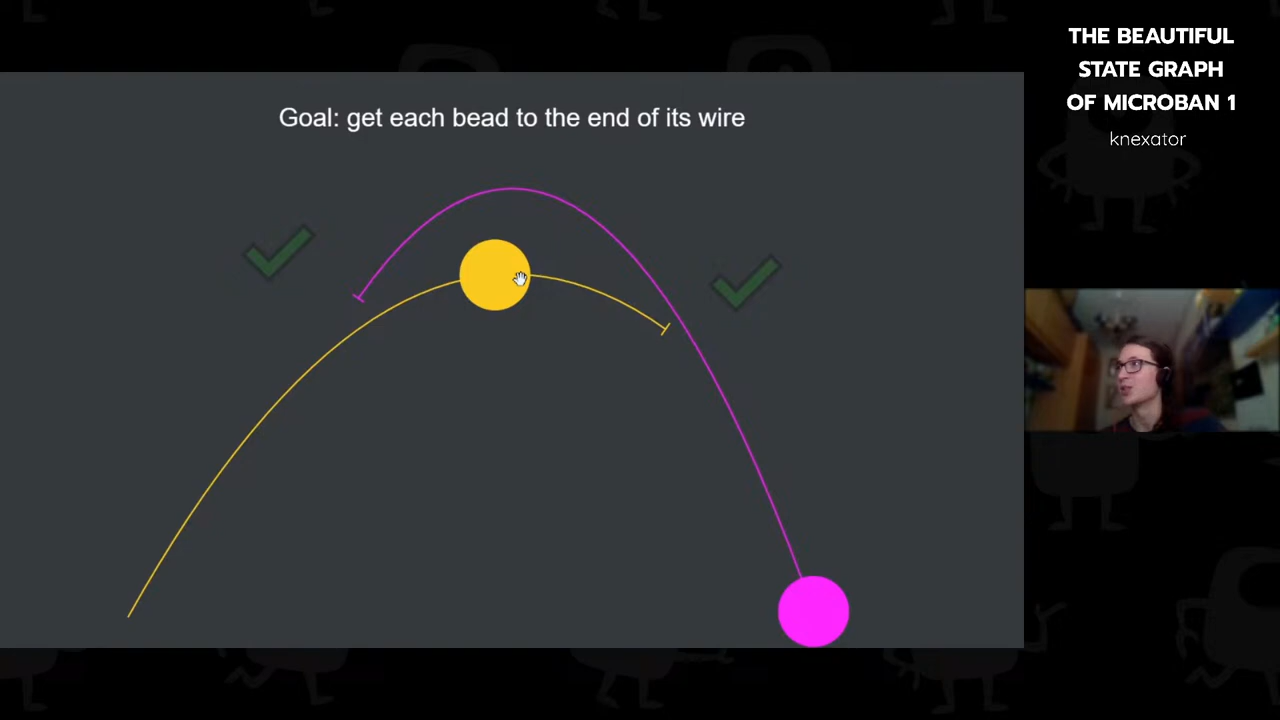 THE BEAUTIFUL
STATE GRAPH
OF MICROBAN 1
knexator
Goal: get each bead to the end of its wire